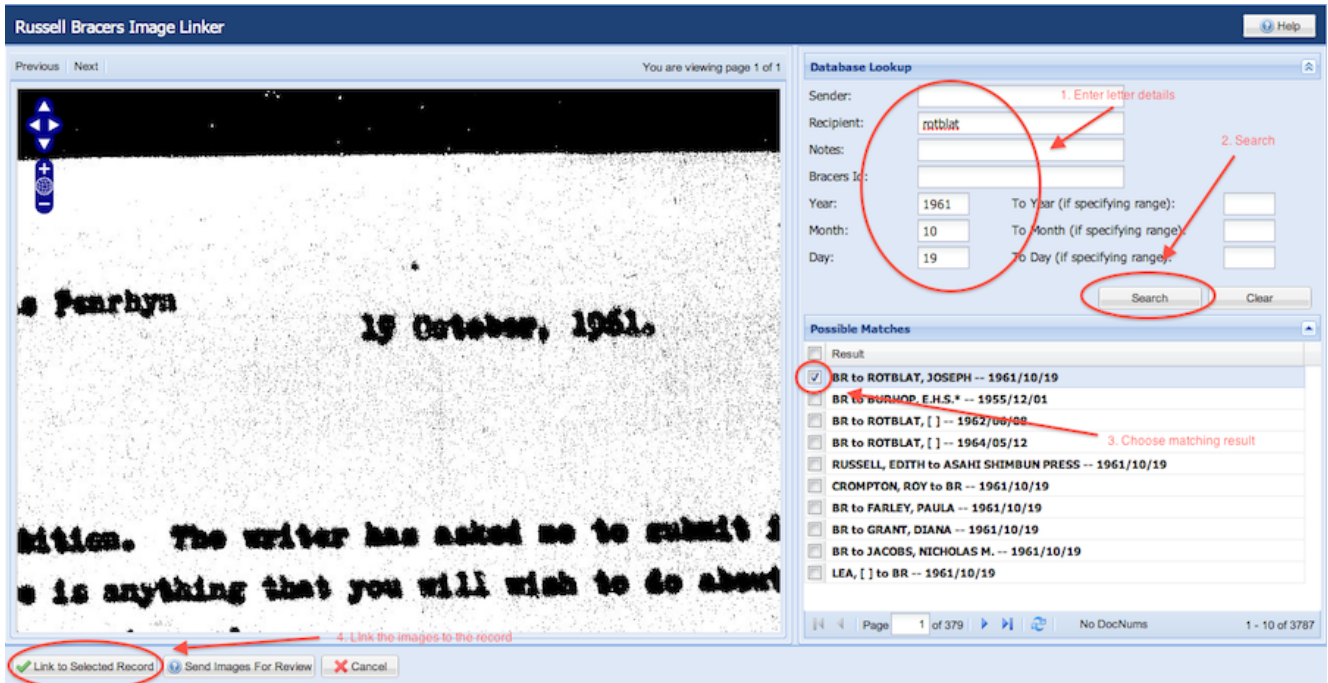 Russell Bracers Image Linker
Help
Previous Next
You are viewing page 1 of 1
s Penrhyn
19 October, 1961.
bition. The writer has asked me to submit i
e is anything that you will wish to do about
Database Lookup
Sender:
1. Enter letter details
Recipient: rotblat
Notes:
2. Search
Bracers Id:
Year: 1961 To Year (if specifying range):
Month: 10 To Month (if specifying range):
Day: 19 To Day (if specifying range):
Search Clear
Possible Matches
Result
BR to ROTBLAT, JOSEPH -- 1961/10/19
BR to BURHOP, E.H.S.* -- 1955/12/01
BR to ROTBLAT, [ ] -- 1962/06/08
BR to ROTBLAT, [ ] -- 1964/05/12
3. Choose matching result
RUSSELL, EDITH to ASAHI SHIMBUN PRESS -- 1961/10/19
CROMPTON, ROY to BR -- 1961/10/19
BR to FARLEY, PAULA -- 1961/10/19
BR to GRANT, DIANA -- 1961/10/19
BR to JACOBS, NICHOLAS M. -- 1961/10/19
LEA, [ ] to BR -- 1961/10/19
Page 1 of 379 No DocNums 1 - 10 of 3787
4. Link the images to the record
Link to Selected Record Send Images For Review Cancel